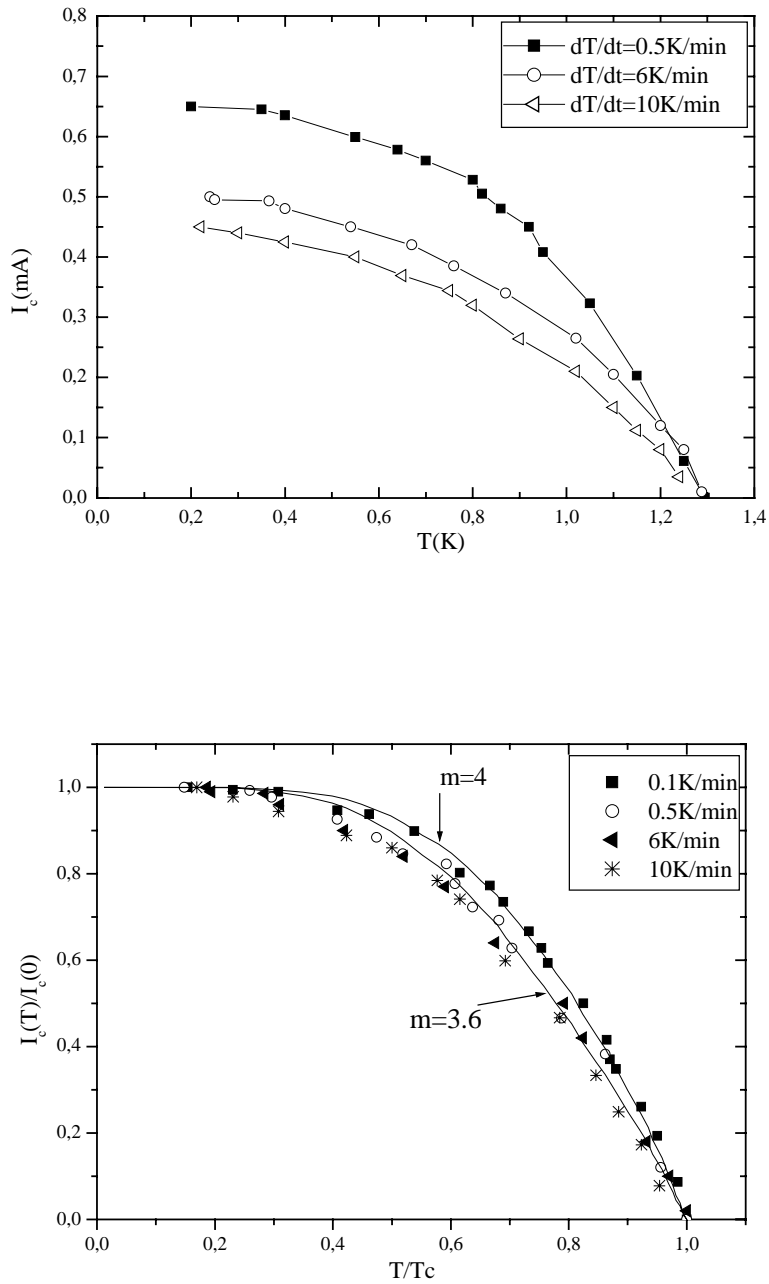 0,8
dT/dt=0.5K/min
dT/dt=6K/min
dT/dt=10K/min
0,7
0,6
0,5
0,4
0,3
0,2
0,1
0,0
I_c(mA)
0,0 0,2 0,4 0,6 0,8 1,0 1,2 1,4
T(K)
m=4
0.1K/min
0.5K/min
6K/min
10K/min
1,0
0,8
0,6
0,4
0,2
0,0
I_c(T)/I_c(0)
m=3.6
0,0 0,2 0,4 0,6 0,8 1,0
T/Tc